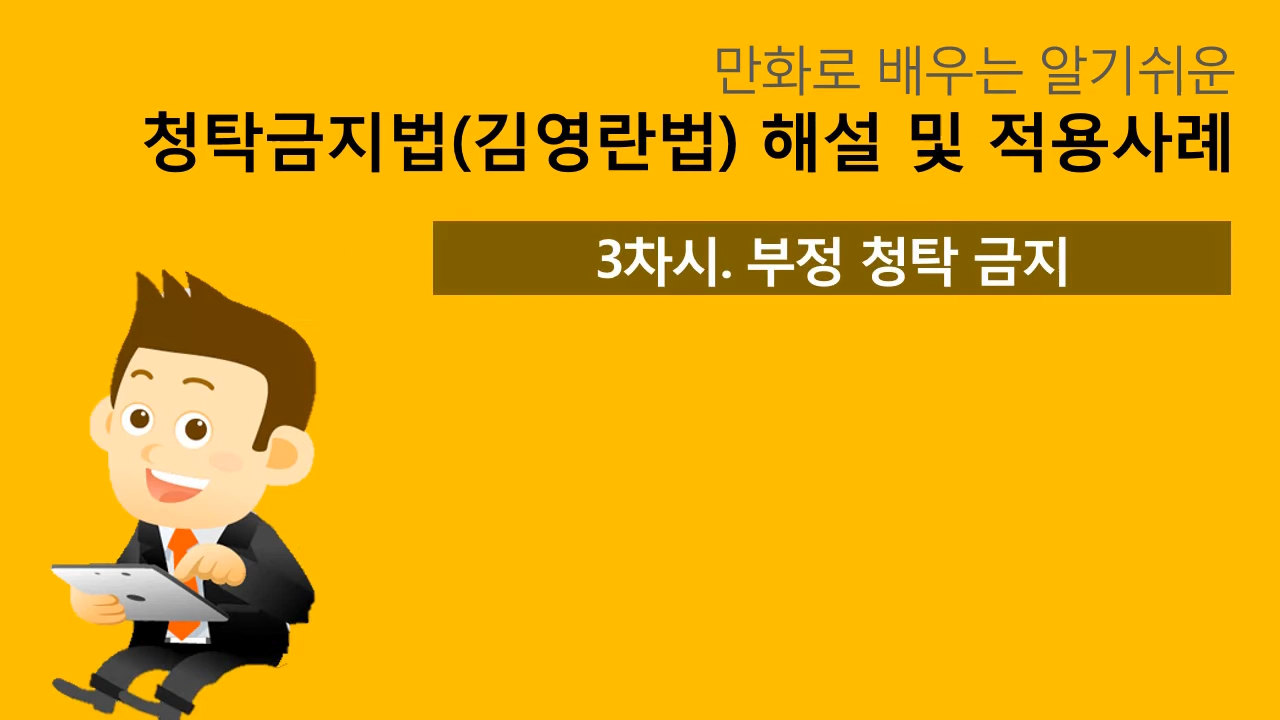 만화로 배우는 알기쉬운
청탁금지법(김영란법) 해설 및 적용사례
3차시. 부정 청탁 금지